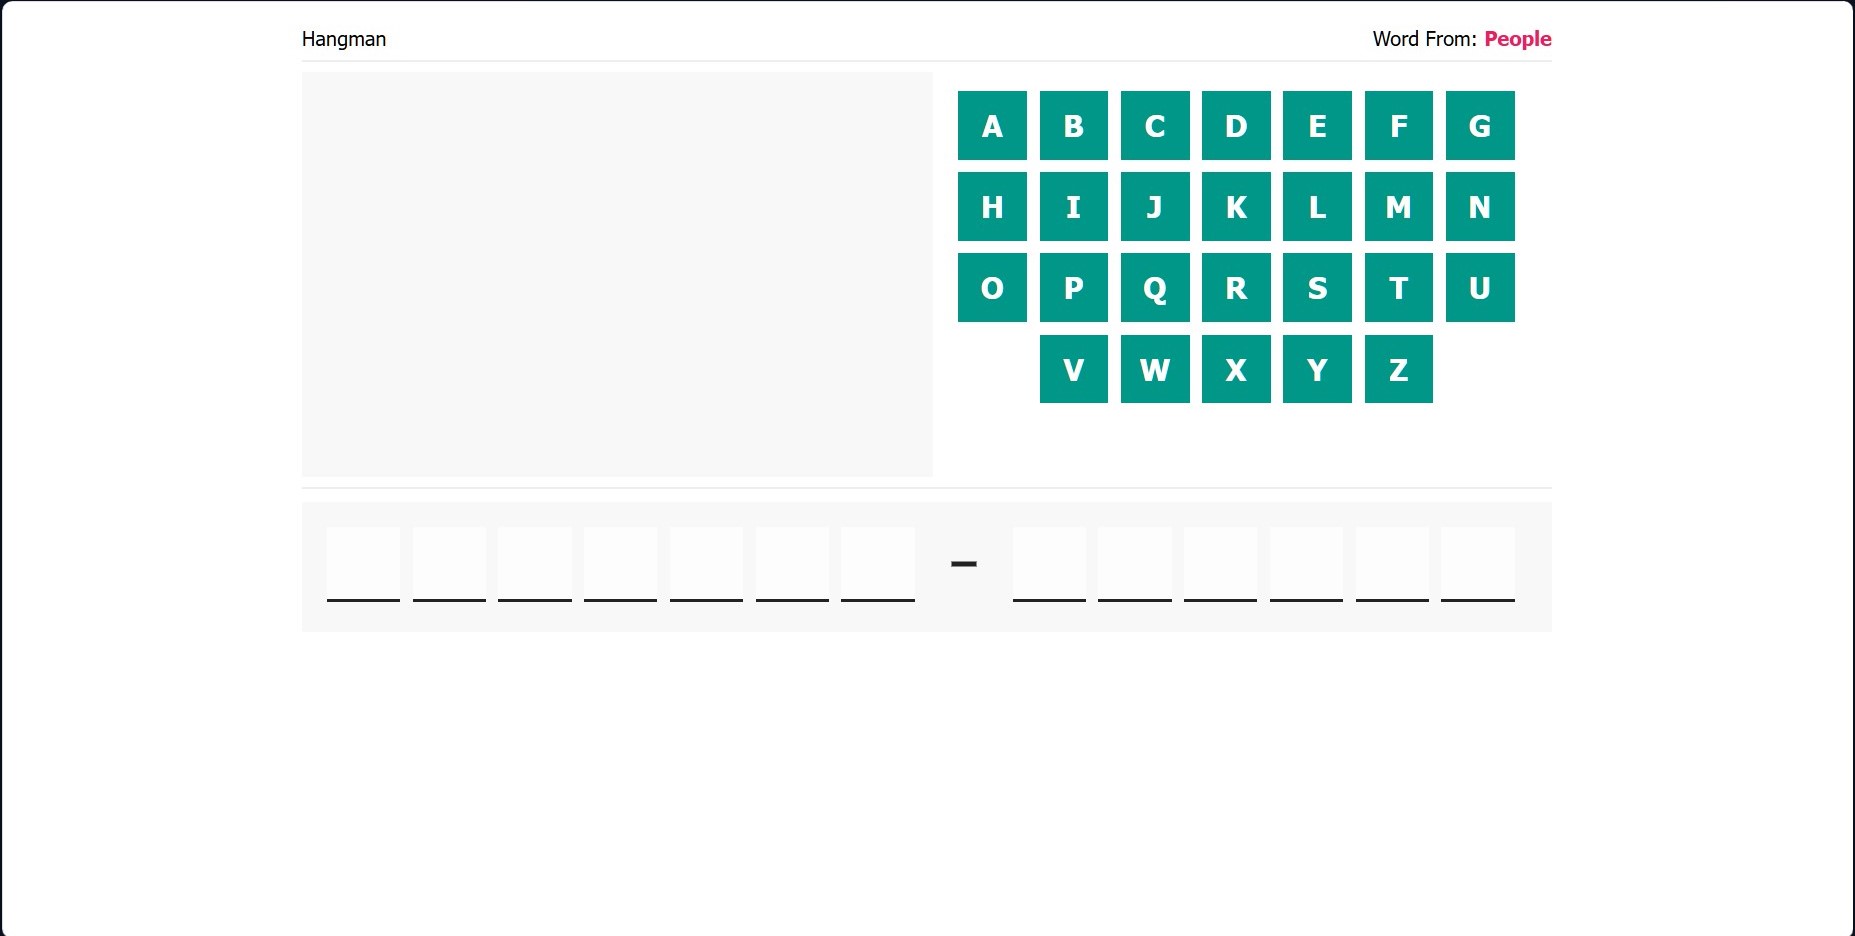 Hangman
Word From: People
A B C D E F G
H I J K L M N
O P Q R S T U
V W X Y Z
_ _ _ _ _ _ _ – _ _ _ _ _ _